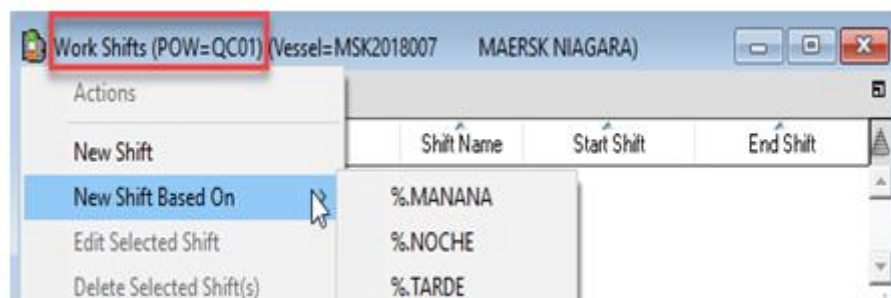 Work Shifts (POW=QC01) (Vessel=MSK2018007 MAERSK NIAGARA)
Actions
Shift Name Start Shift End Shift
New Shift
New Shift Based On %.MANANA
Edit Selected Shift %.NOCHE
Delete Selected Shift(s) %.TARDE